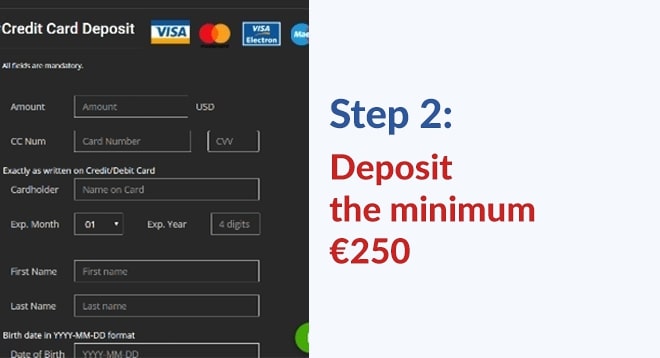 Credit Card Deposit VISA VISA Electron
All fields are mandatory.
Amount Amount USD
CC Num Card Number CVV
Exactly as written on Credit/Debit Card
Cardholder Name on Card
Exp. Month 01 Exp. Year 4 digits
First Name First name
Last Name Last name
Birth date in YYYY-MM-DD format
Date of Birth YYYY-MM-DD
Step 2:
Deposit
the minimum
€250